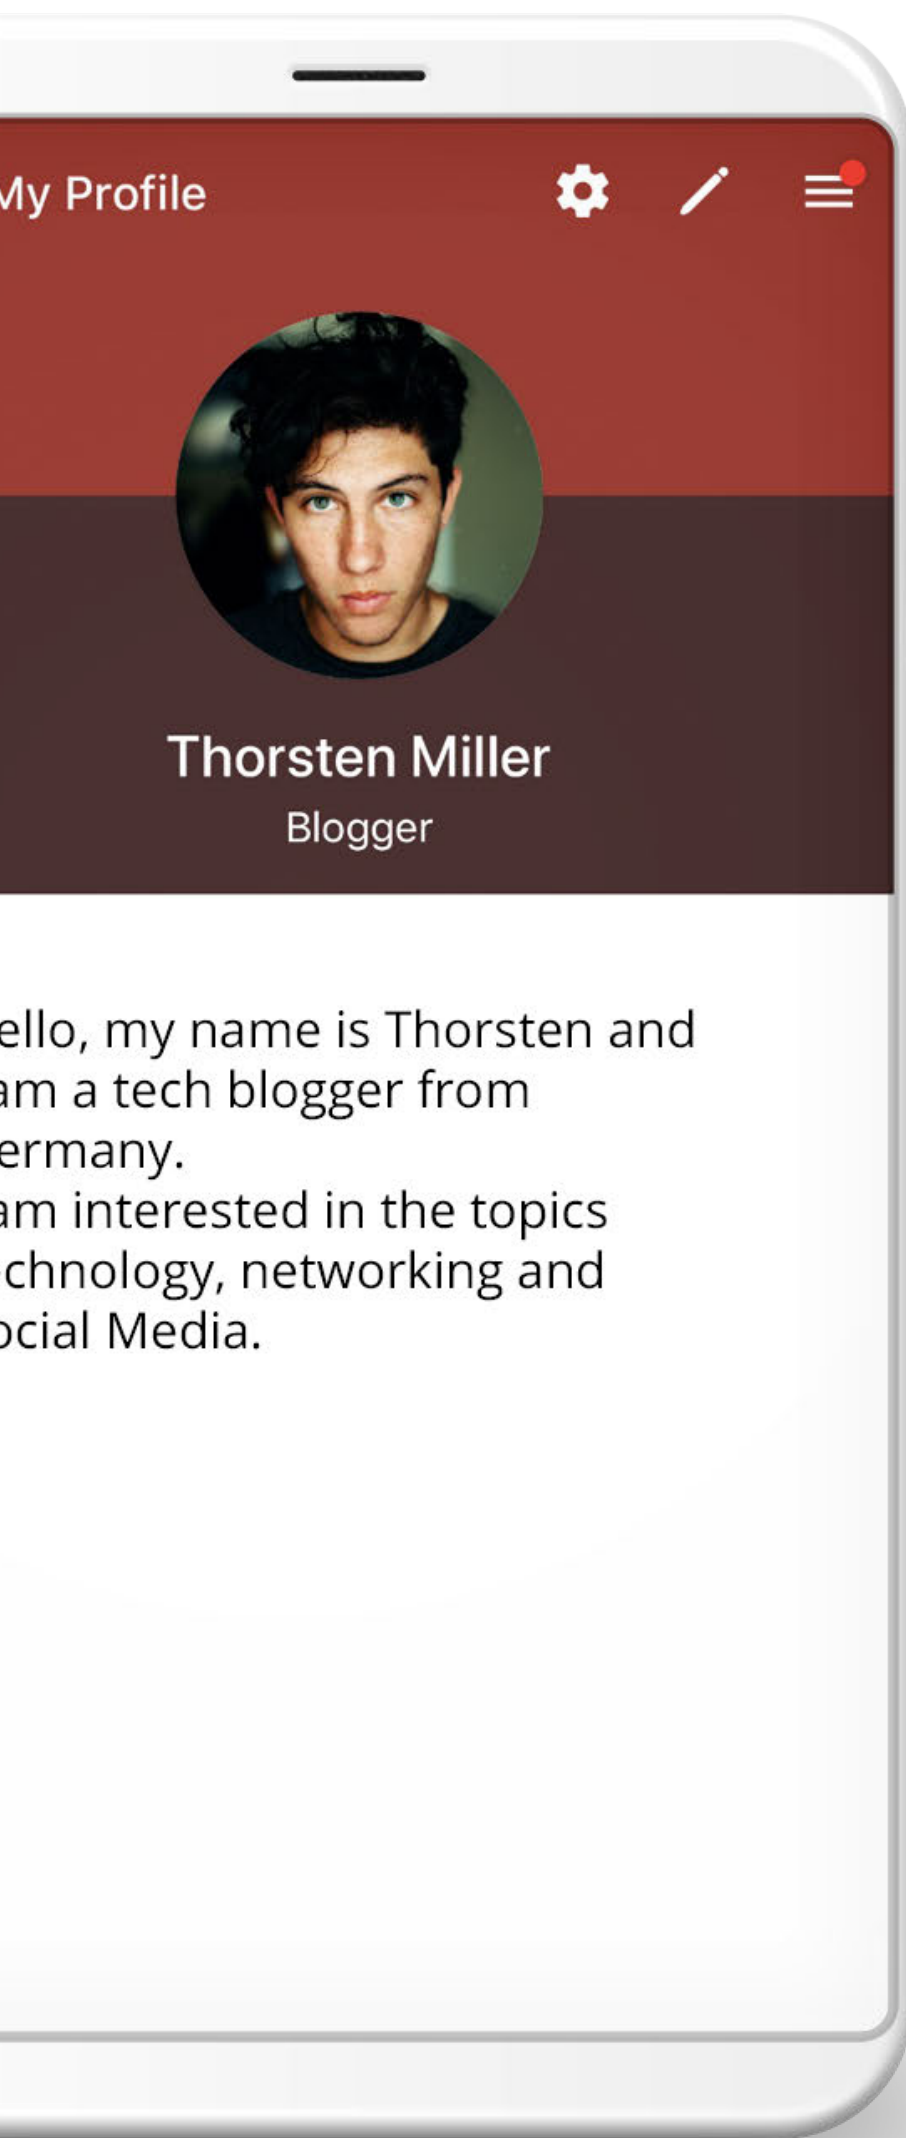 My Profile
Thorsten Miller
Blogger
ello, my name is Thorsten and
am a tech blogger from
ermany.
am interested in the topics
chnology, networking and
ocial Media.